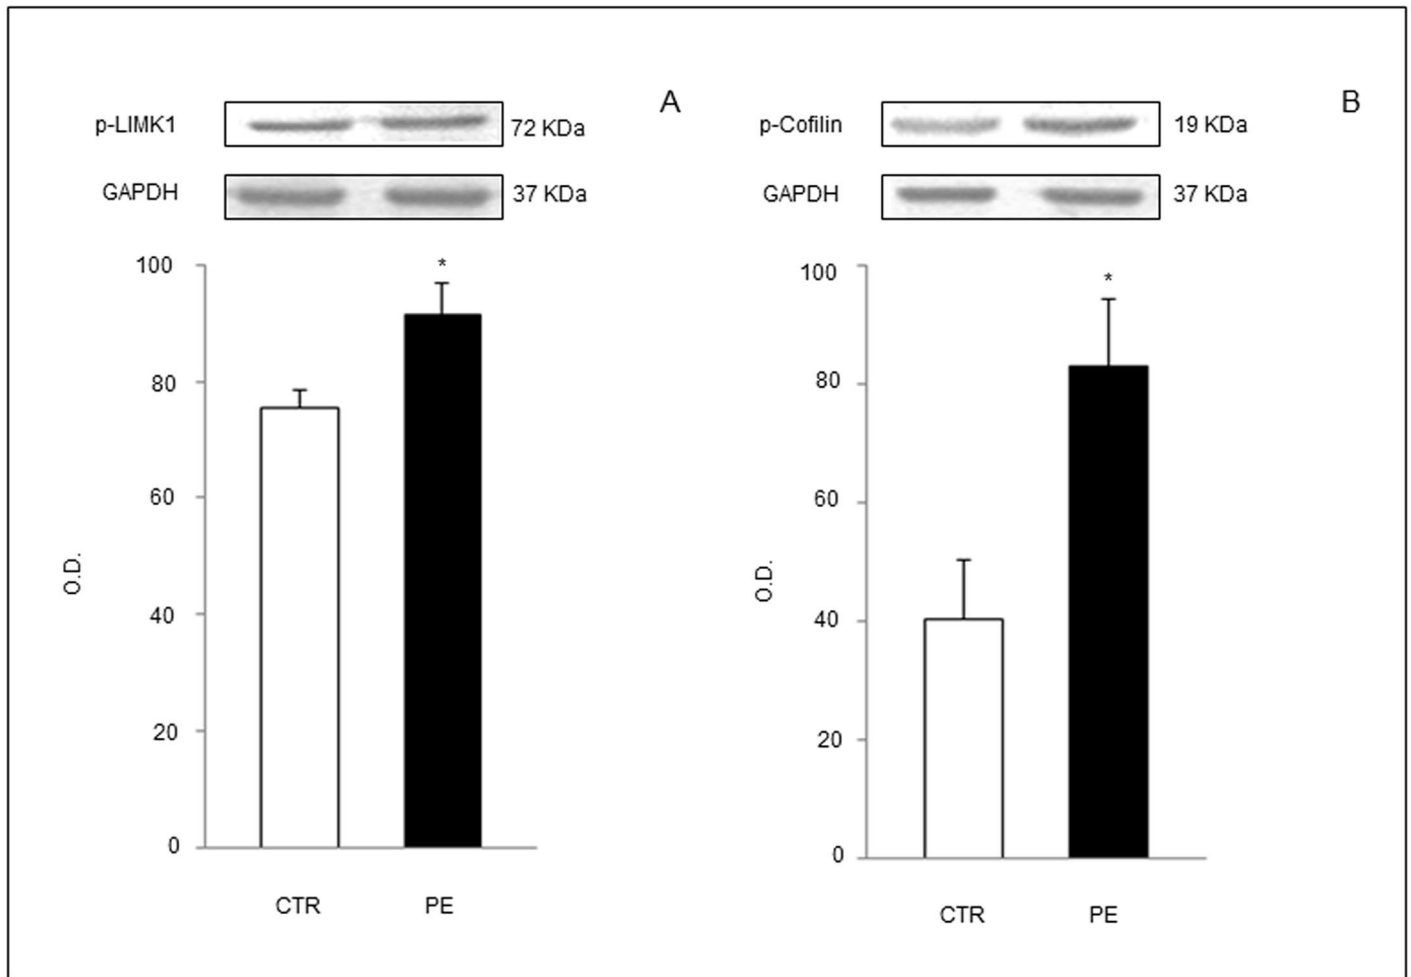 A
p-LIMK1
72 KDa
GAPDH
37 KDa
100
*
80
60
O.D.
40
20
0
CTR
PE
B
p-Cofilin
19 KDa
GAPDH
37 KDa
100
*
80
60
O.D.
40
20
0
CTR
PE